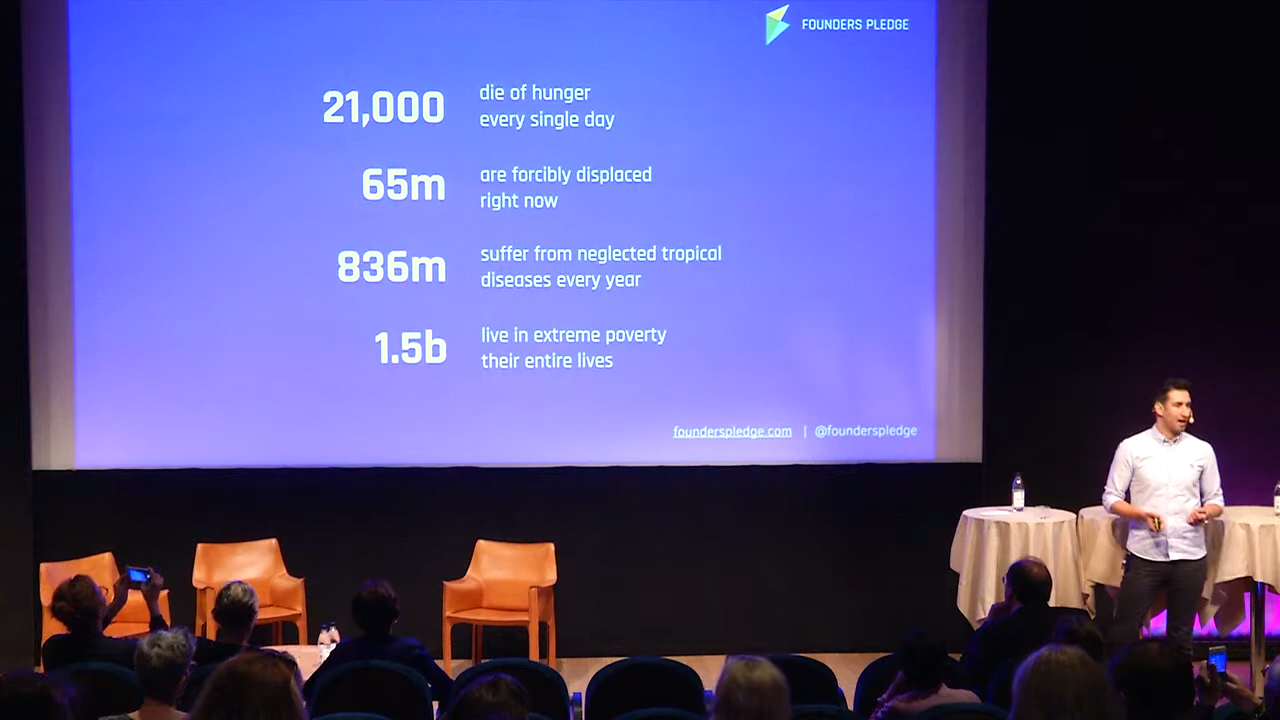 FOUNDERS PLEDGE
21,000
die of hunger
every single day
65m
are forcibly displaced
right now
836m
suffer from neglected tropical
diseases every year
1.5b
live in extreme poverty
their entire lives
founderspledge.com | @founderspledge